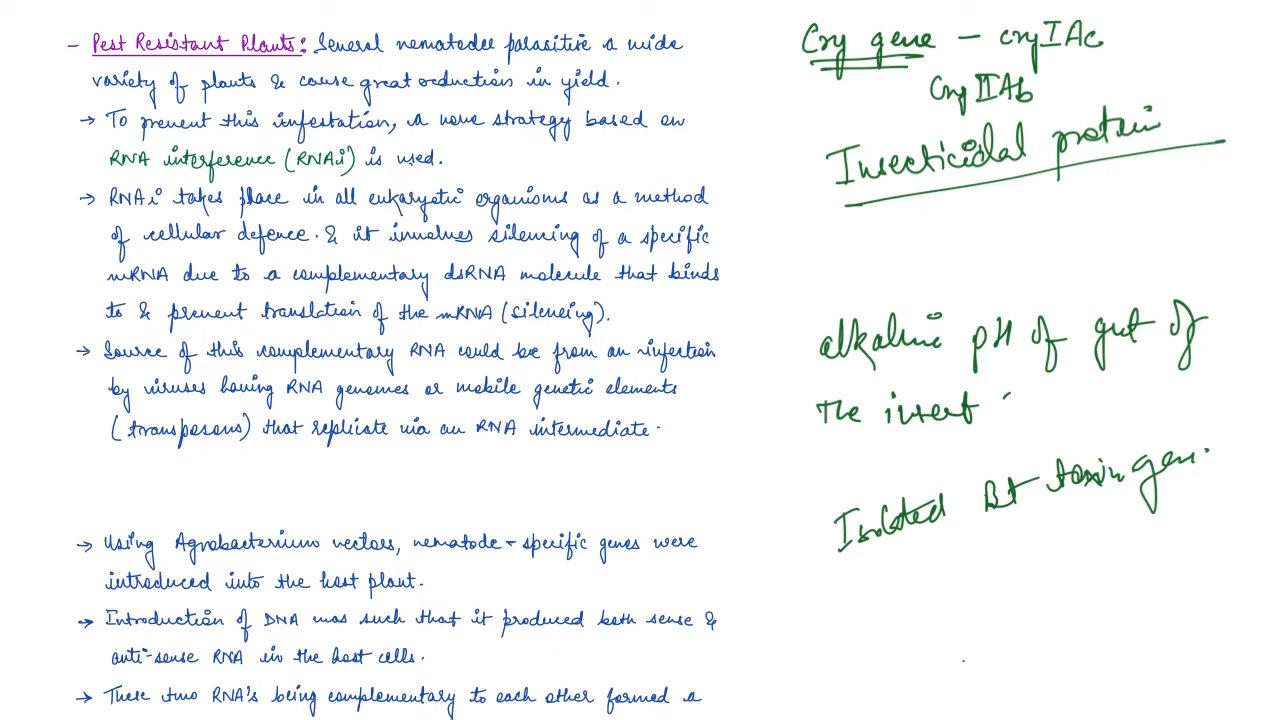 - Pest Resistant Plants: Several nematodes parasitise a wide
variety of plants & cause great reduction in yield.
→ To prevent this infestation, a nove strategy based on
RNA interference (RNAi) is used.
→ RNAi takes place in all eukaryotic organisms as a method
of cellular defence. & it involves silencing of a specific
mRNA due to a complementary dsRNA molecule that binds
to & prevent translation of the mRNA (silencing).
→ Source of this complementary RNA could be from an infection
by viruses having RNA genomes or mobile genetic elements
(transposons) that replicate via an RNA intermediate.
→ Using Agrobacterium vectors, nematode-specific genes were
introduced into the host plant.
→ Introduction of DNA was such that it produced both sense &
anti-sense RNA in the host cells.
→ These two RNA's being complementary to each other formed a
Cry gene - cryIAc
cryIIAb
Insecticidal protein
alkaline pH of gut of
the insect
Isolated Bt toxin gen.